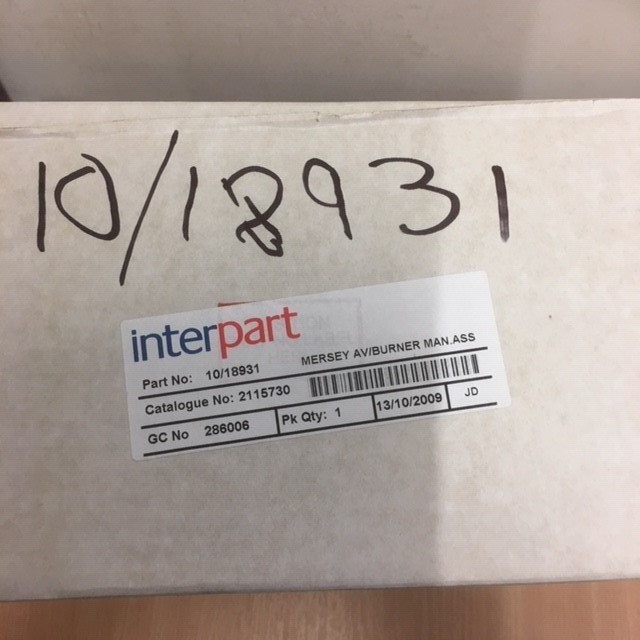 10/18931
interpart
Part No: 10/18931 MERSEY AV/BURNER MAN.ASS
Catalogue No: 2115730
GC No 286006 Pk Qty: 1 13/10/2009 JD